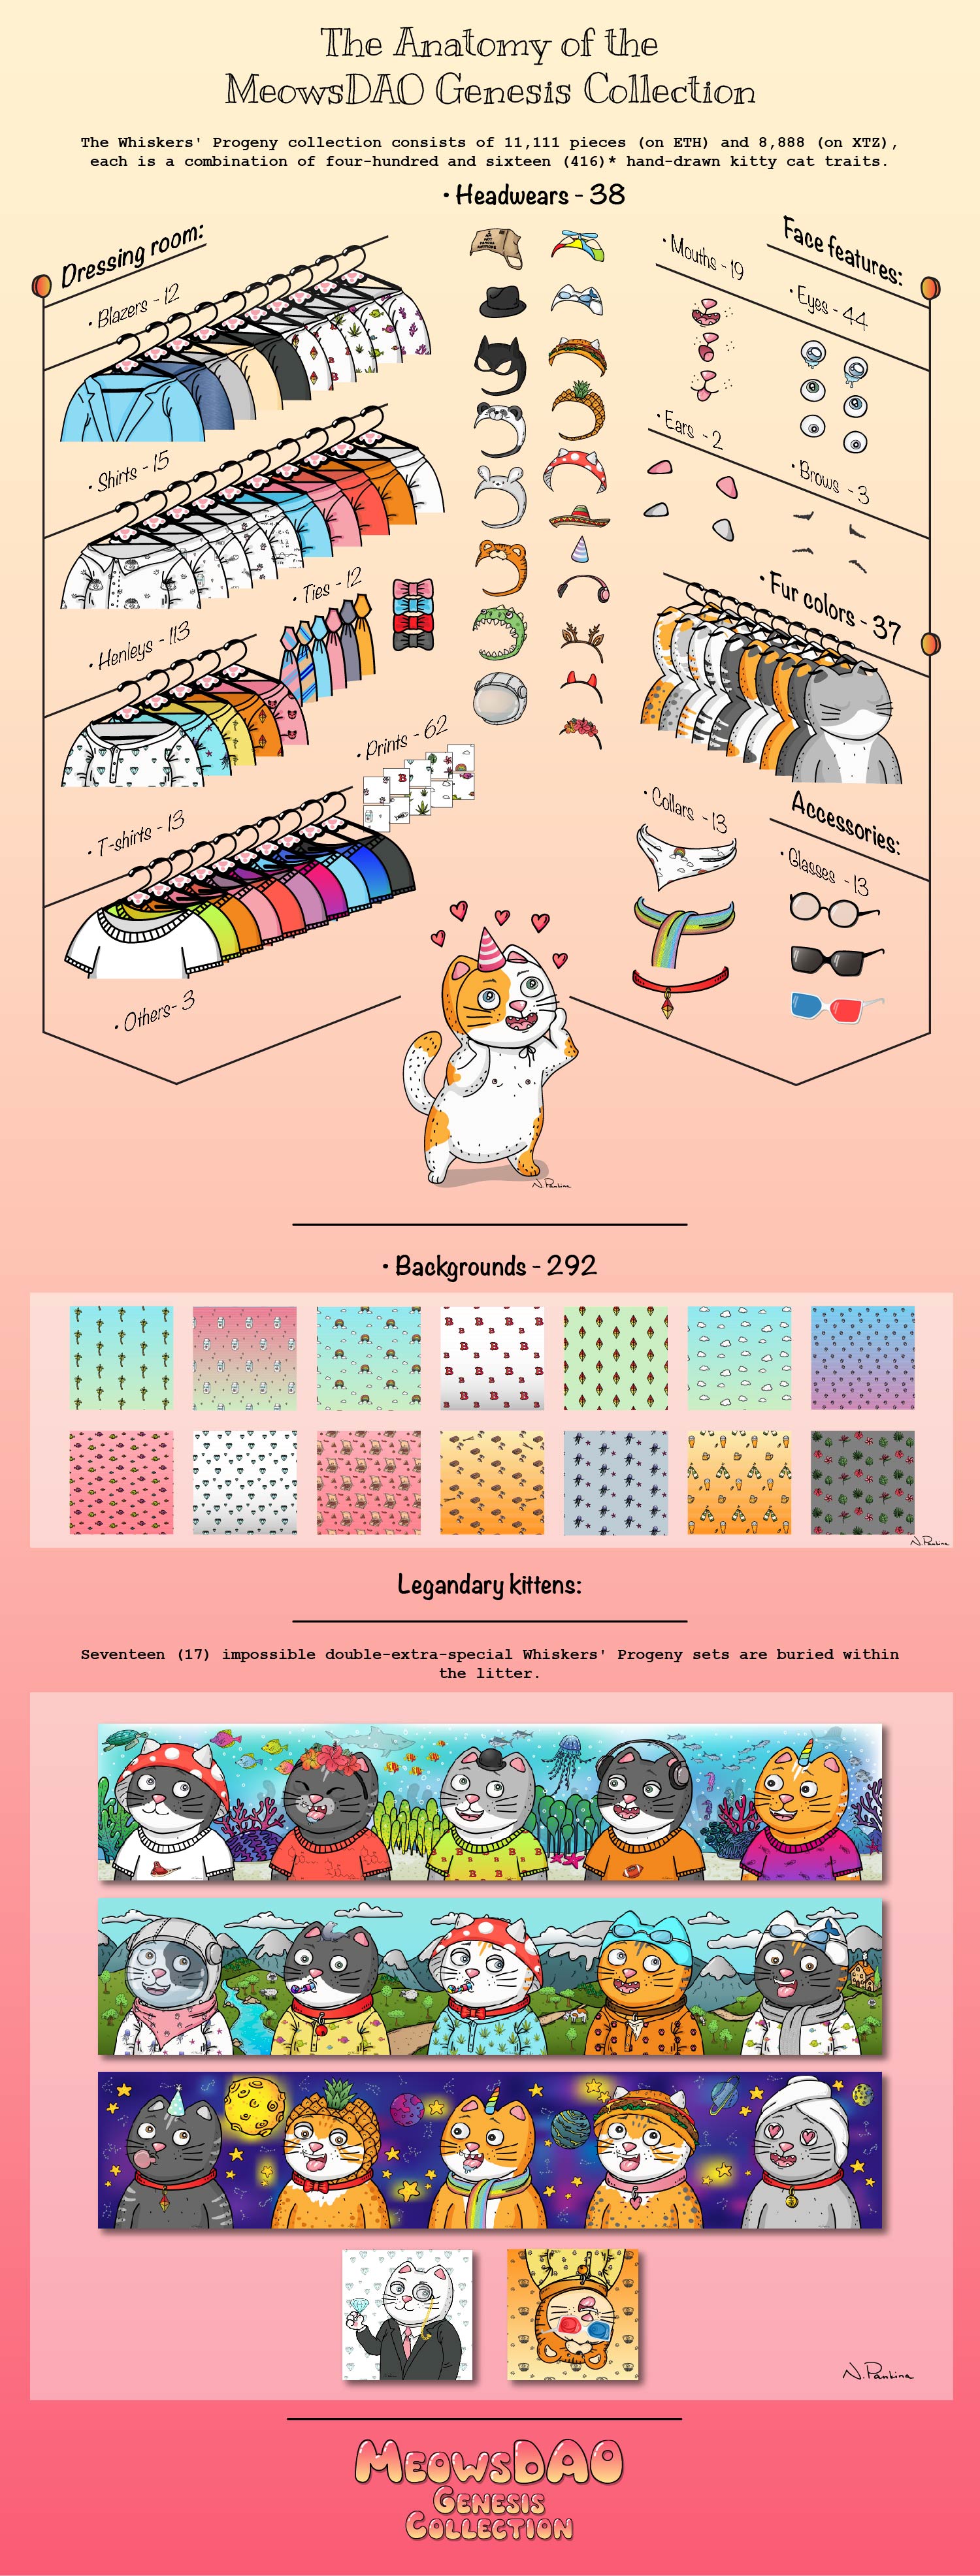 The Anatomy of the
MeowsDAO Genesis Collection
The Whiskers' Progeny collection consists of 11,111 pieces (on ETH) and 8,888 (on XTZ),
each is a combination of four-hundred and sixteen (416)* hand-drawn kitty cat traits.
• Headwears - 38
Dressing room:
• Blazers - 12
• Shirts - 15
• Ties - 12
• Henleys - 113
• Prints - 62
• T-shirts - 13
• Others- 3
Face features:
• Mouths - 19
• Eyes - 44
• Ears - 2
• Brows - 3
• Fur colors - 37
• Collars - 13
Accessories:
• Glasses - 13
N.Pankina
• Backgrounds - 292
N.Pankina
Legandary kittens:
Seventeen (17) impossible double-extra-special Whiskers' Progeny sets are buried within
the litter.
N.Pankina
MEOWSDAO
GENESIS
COLLECTION